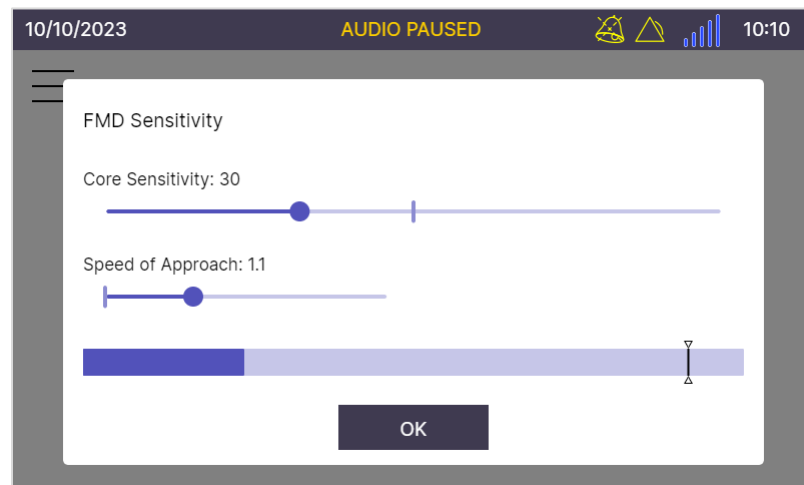 10/10/2023 AUDIO PAUSED 10:10
FMD Sensitivity
Core Sensitivity: 30
Speed of Approach: 1.1
OK